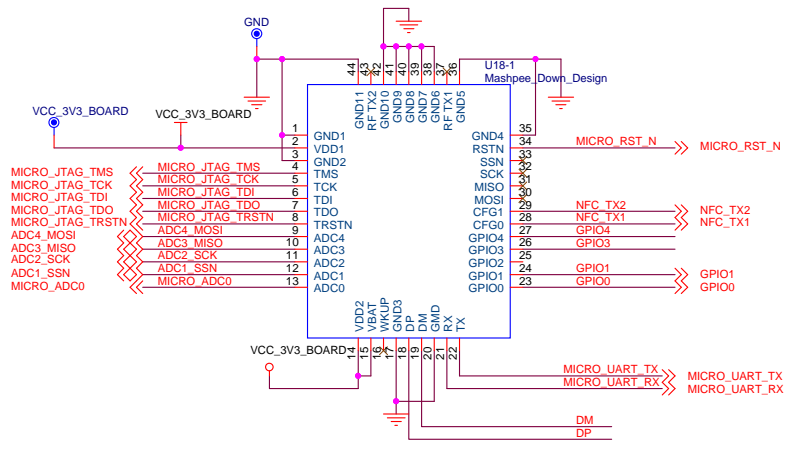 GND
U18-1
Mashpee_Down_Design
44
43
42
41
40
39
38
37
36
GND11
RF TX2
GND10
GND9
GND8
GND7
GND6
RF TX1
GND5
VCC_3V3_BOARD
VCC_3V3_BOARD
1 GND1
2 VDD1
3 GND2
MICRO_JTAG_TMS MICRO_JTAG_TMS 4 TMS
MICRO_JTAG_TCK MICRO_JTAG_TCK 5 TCK
MICRO_JTAG_TDI MICRO_JTAG_TDI 6 TDI
MICRO_JTAG_TDO MICRO_JTAG_TDO 7 TDO
MICRO_JTAG_TRSTN MICRO_JTAG_TRSTN 8 TRSTN
ADC4_MOSI ADC4_MOSI 9 ADC4
ADC3_MISO ADC3_MISO 10 ADC3
ADC2_SCK ADC2_SCK 11 ADC2
ADC1_SSN ADC1_SSN 12 ADC1
MICRO_ADC0 MICRO_ADC0 13 ADC0
GND4 35
RSTN 34 MICRO_RST_N MICRO_RST_N
SSN 33
SCK 32
MISO 31
MOSI 30
CFG1 29 NFC_TX2 NFC_TX2
CFG0 28 NFC_TX1 NFC_TX1
GPIO4 27 GPIO4
GPIO3 26 GPIO3
GPIO2 25
GPIO1 24 GPIO1 GPIO1
GPIO0 23 GPIO0 GPIO0
VDD2
VBAT
WKUP
GND3
DP
DM
GMD
RX
TX
14
15
16
17
18
19
20
21
22
VCC_3V3_BOARD
MICRO_UART_TX MICRO_UART_TX
MICRO_UART_RX MICRO_UART_RX
DM
DP